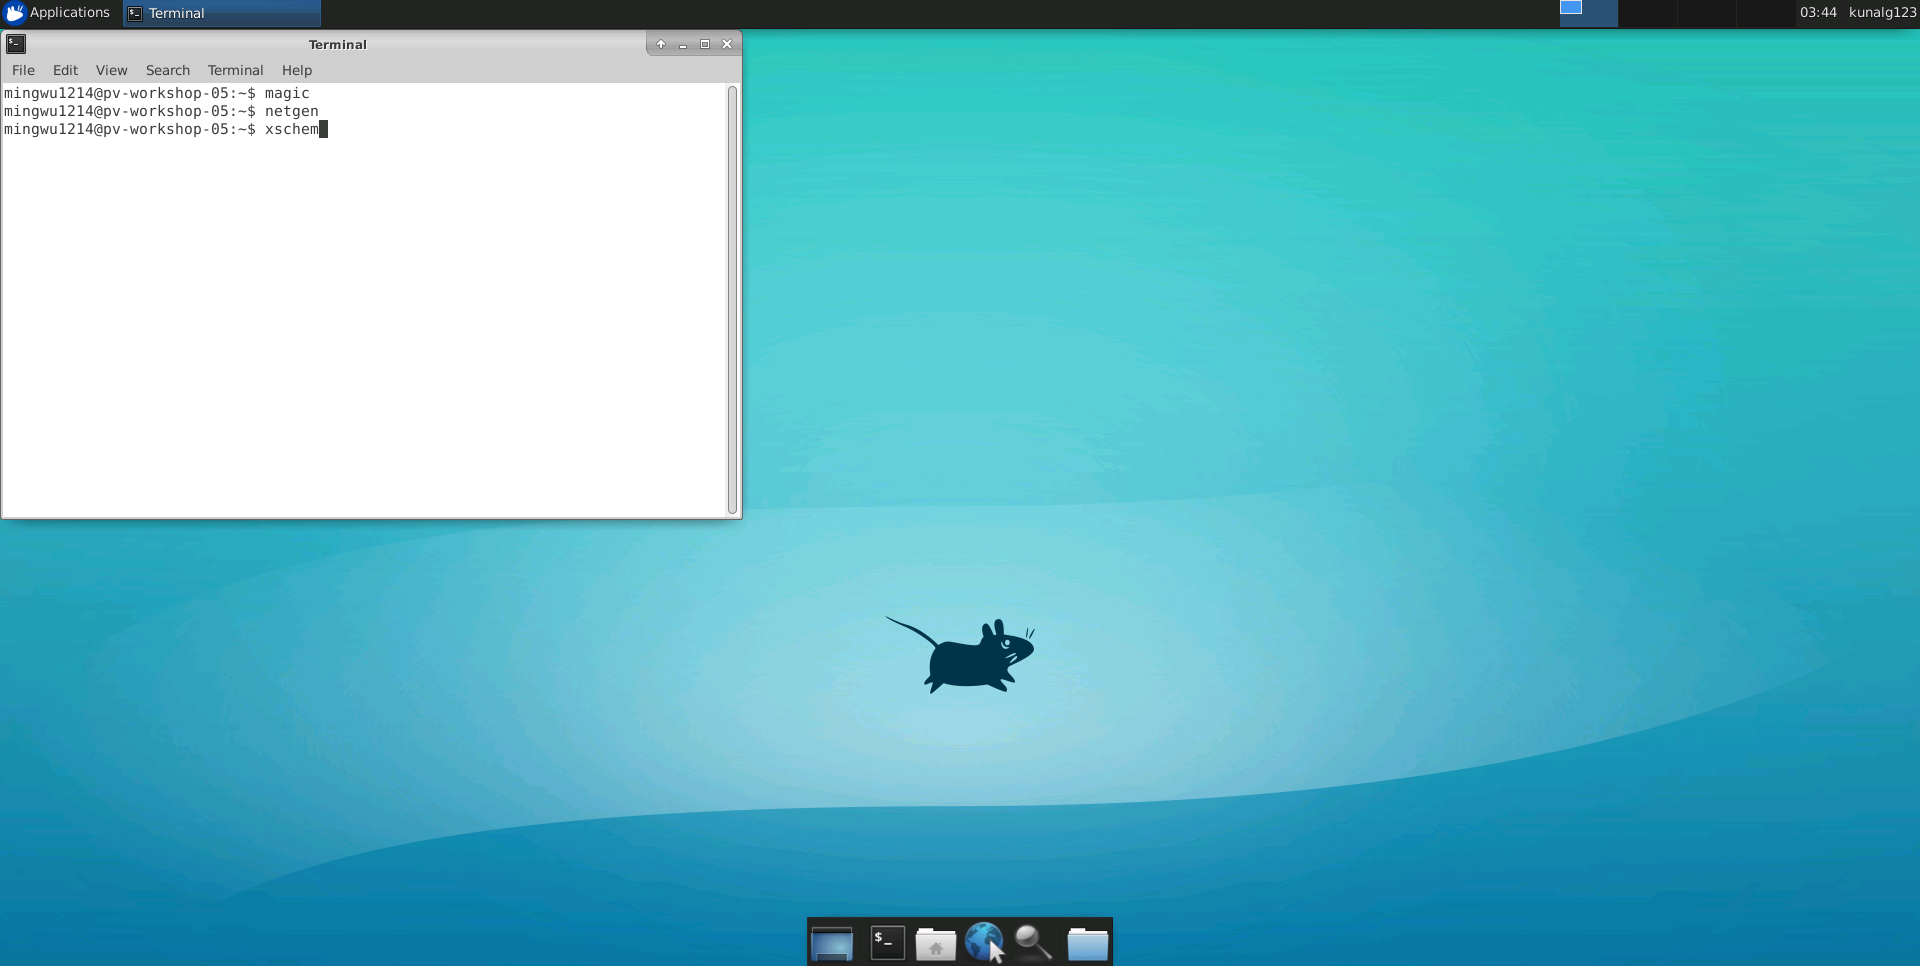 Applications
Terminal
03:44 kunalg123
Terminal
File Edit View Search Terminal Help
mingwu1214@pv-workshop-05:~$ magic
mingwu1214@pv-workshop-05:~$ netgen
mingwu1214@pv-workshop-05:~$ xschem
$_